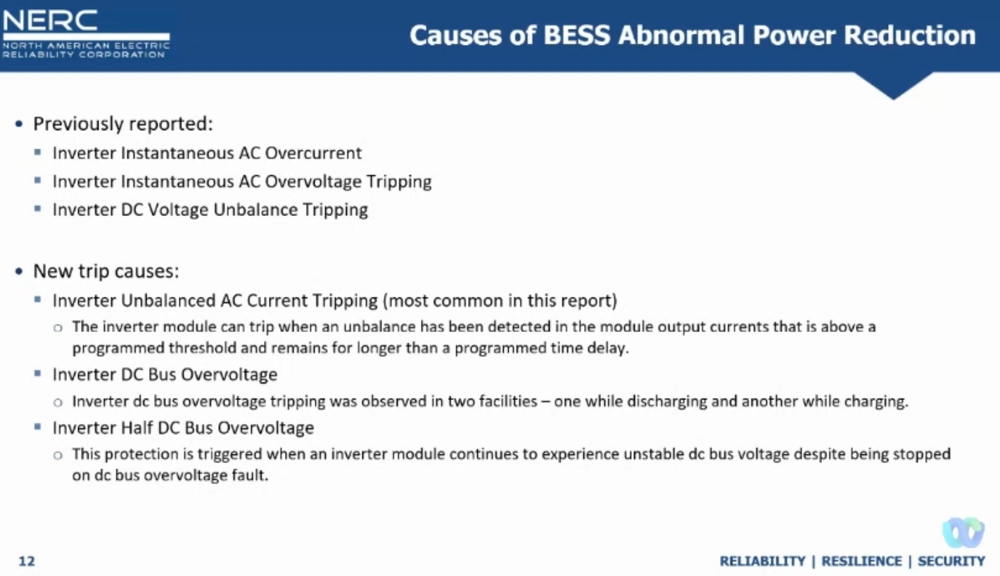 NERC
NORTH AMERICAN ELECTRIC
RELIABILITY CORPORATION
Causes of BESS Abnormal Power Reduction
• Previously reported:
▪ Inverter Instantaneous AC Overcurrent
▪ Inverter Instantaneous AC Overvoltage Tripping
▪ Inverter DC Voltage Unbalance Tripping
• New trip causes:
▪ Inverter Unbalanced AC Current Tripping (most common in this report)
○ The inverter module can trip when an unbalance has been detected in the module output currents that is above a
programmed threshold and remains for longer than a programmed time delay.
▪ Inverter DC Bus Overvoltage
○ Inverter dc bus overvoltage tripping was observed in two facilities – one while discharging and another while charging.
▪ Inverter Half DC Bus Overvoltage
○ This protection is triggered when an inverter module continues to experience unstable dc bus voltage despite being stopped
on dc bus overvoltage fault.
12
RELIABILITY | RESILIENCE | SECURITY